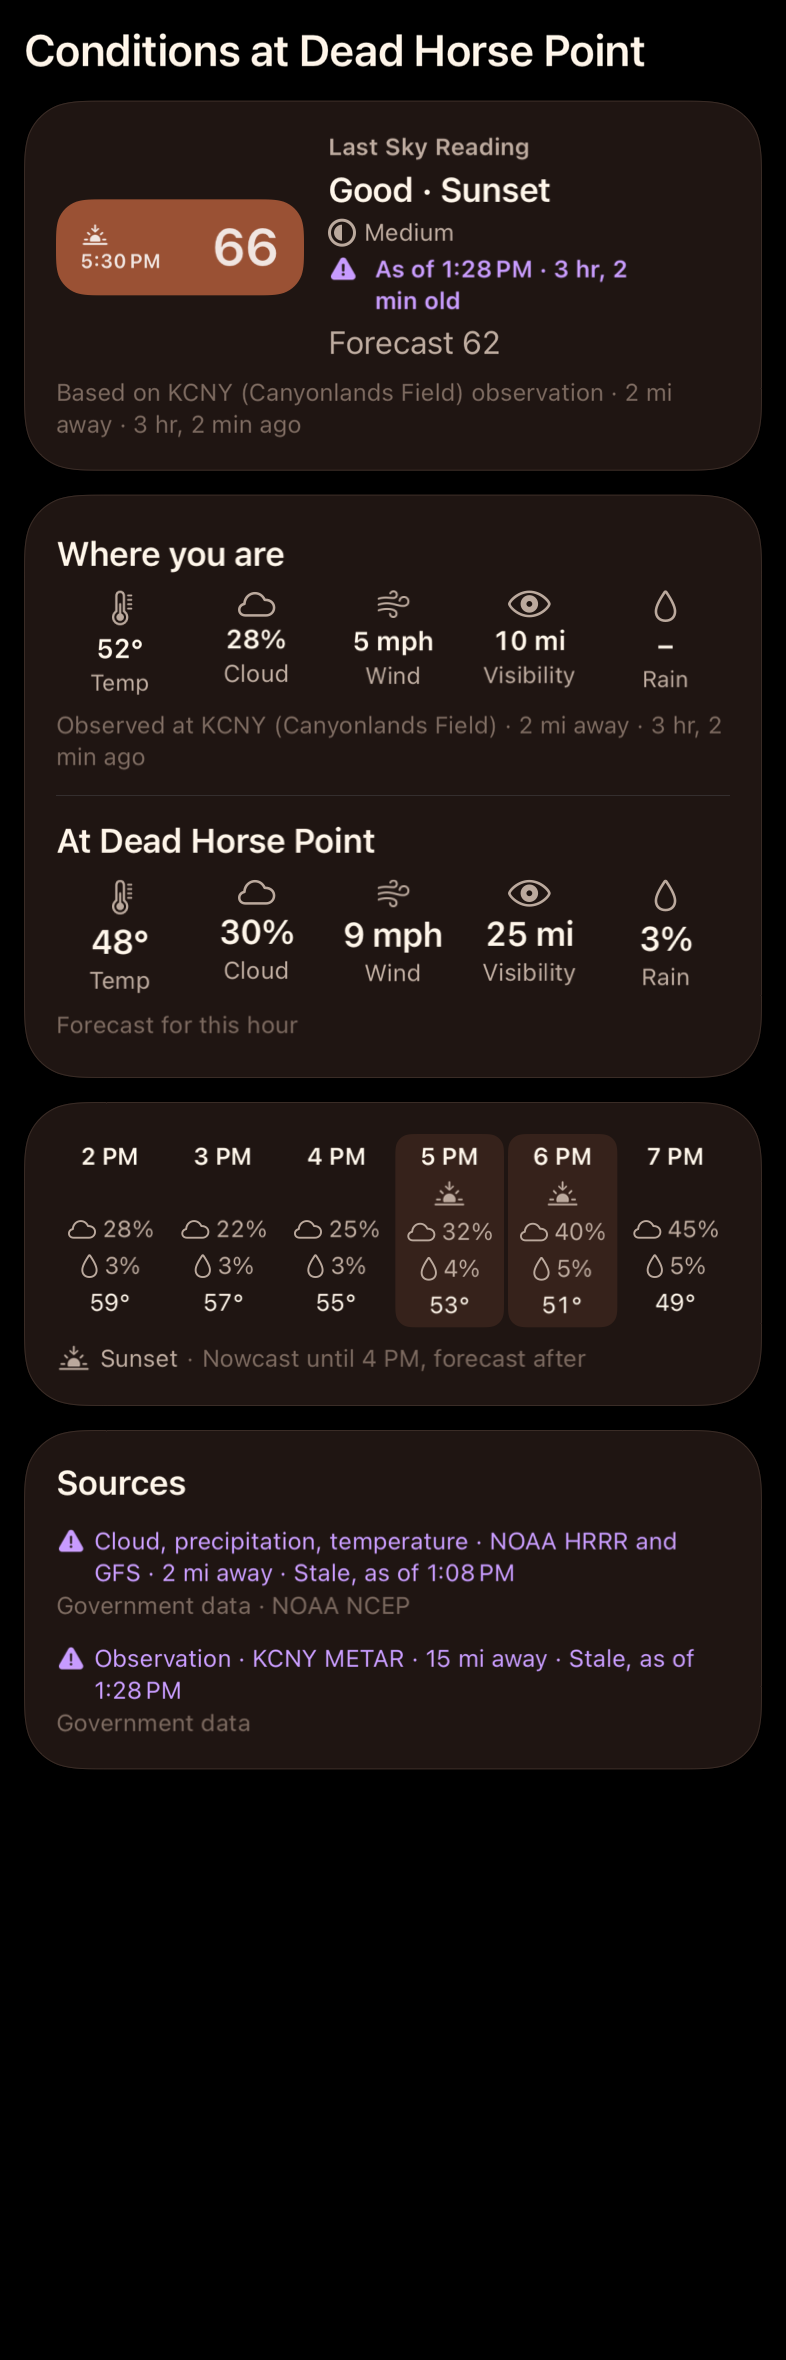 Conditions at Dead Horse Point
Last Sky Reading
Good · Sunset
5:30 PM
66
Medium
As of 1:28 PM · 3 hr, 2
min old
Forecast 62
Based on KCNY (Canyonlands Field) observation · 2 mi
away · 3 hr, 2 min ago
Where you are
52° 28% 5 mph 10 mi –
Temp Cloud Wind Visibility Rain
Observed at KCNY (Canyonlands Field) · 2 mi away · 3 hr, 2
min ago
At Dead Horse Point
48° 30% 9 mph 25 mi 3%
Temp Cloud Wind Visibility Rain
Forecast for this hour
2 PM 3 PM 4 PM 5 PM 6 PM 7 PM
28% 22% 25% 32% 40% 45%
3% 3% 3% 4% 5% 5%
59° 57° 55° 53° 51° 49°
Sunset · Nowcast until 4 PM, forecast after
Sources
Cloud, precipitation, temperature · NOAA HRRR and
GFS · 2 mi away · Stale, as of 1:08 PM
Government data · NOAA NCEP
Observation · KCNY METAR · 15 mi away · Stale, as of
1:28 PM
Government data